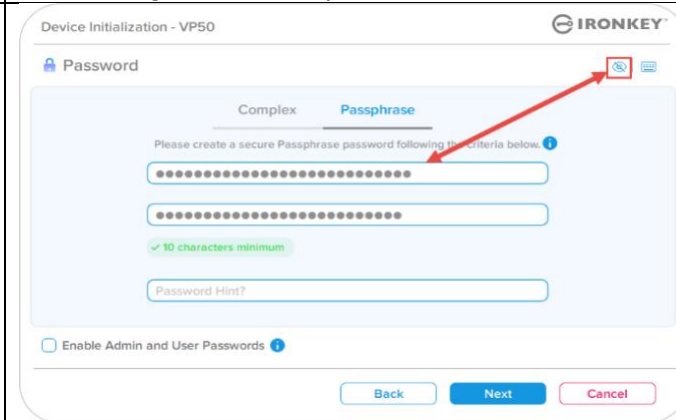 Device Initialization - VP50
IRONKEY
Password
Complex
Passphrase
Please create a secure Passphrase password following the criteria below.
●●●●●●●●●●●●●●●●●●●●●●●●●●●
●●●●●●●●●●●●●●●●●●●●●●●●●●
✓ 10 characters minimum
Password Hint?
Enable Admin and User Passwords
Back
Next
Cancel